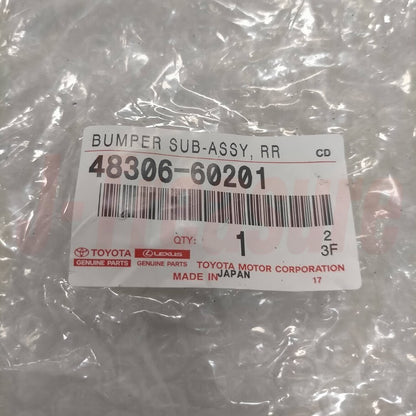 BUMPER SUB-ASSY, RR CD
48306-60201
QTY: 1 2
3F
TOYOTA LEXUS
GENUINE PARTS GENUINE PARTS TOYOTA MOTOR CORPORATION
MADE IN JAPAN 17